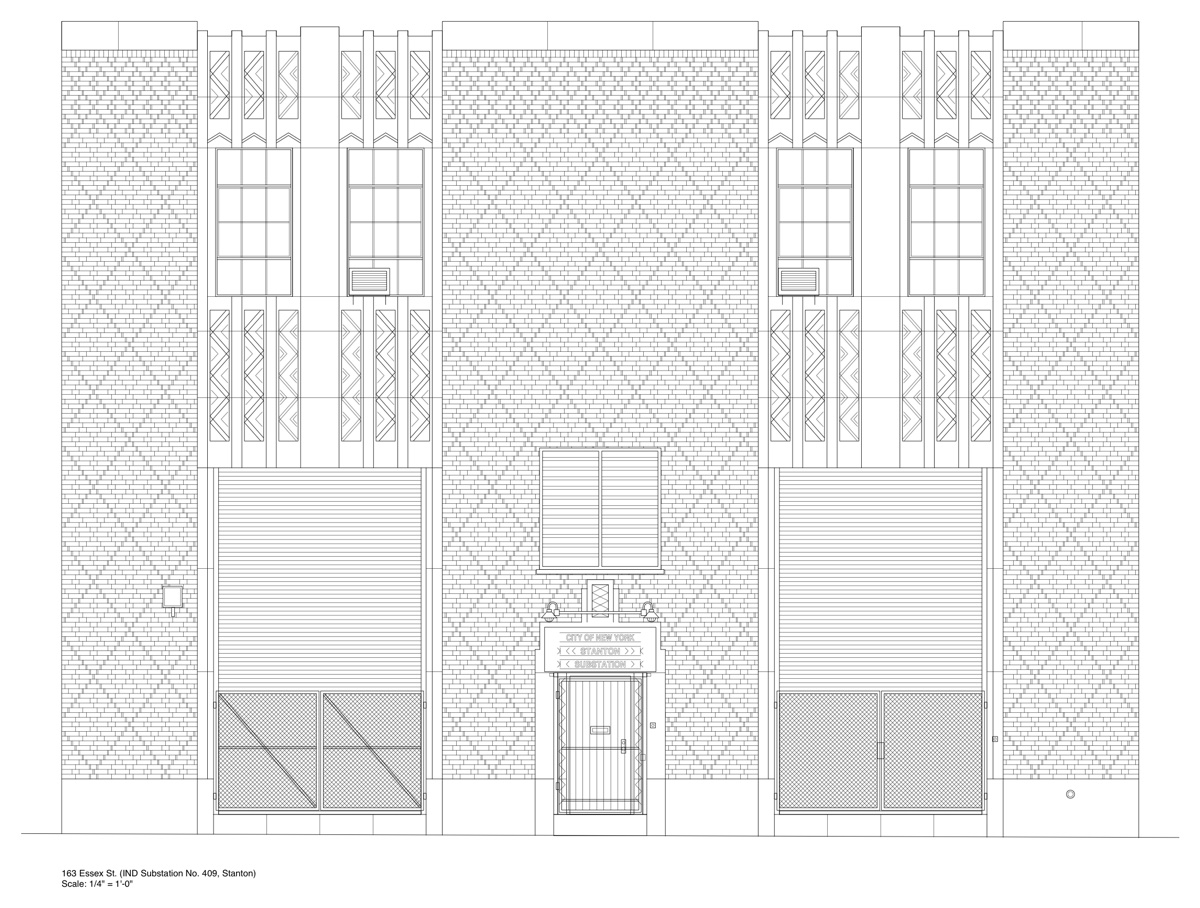 CITY OF NEW YORK
STANTON
SUBSTATION
163 Essex St. (IND Substation No. 409, Stanton)
Scale: 1/4" = 1'-0"